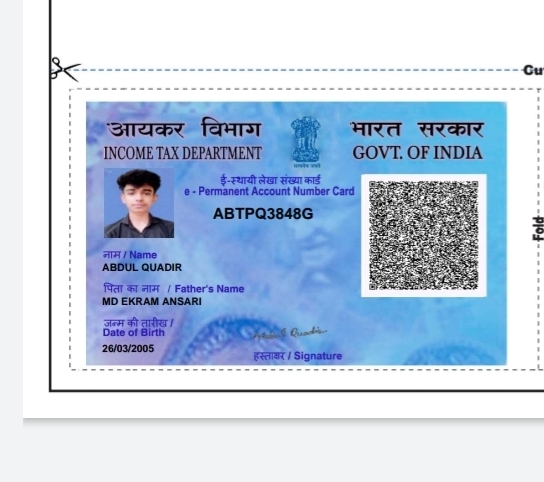 Cu
आयकर विभाग
INCOME TAX DEPARTMENT
सत्यमेव जयते
भारत सरकार
GOVT. OF INDIA
ई-स्थायी लेखा संख्या कार्ड
e - Permanent Account Number Card
ABTPQ3848G
नाम / Name
ABDUL QUADIR
पिता का नाम / Father's Name
MD EKRAM ANSARI
जन्म की तारीख /
Date of Birth
26/03/2005
Abdul Quadir
हस्ताक्षर / Signature
Fold